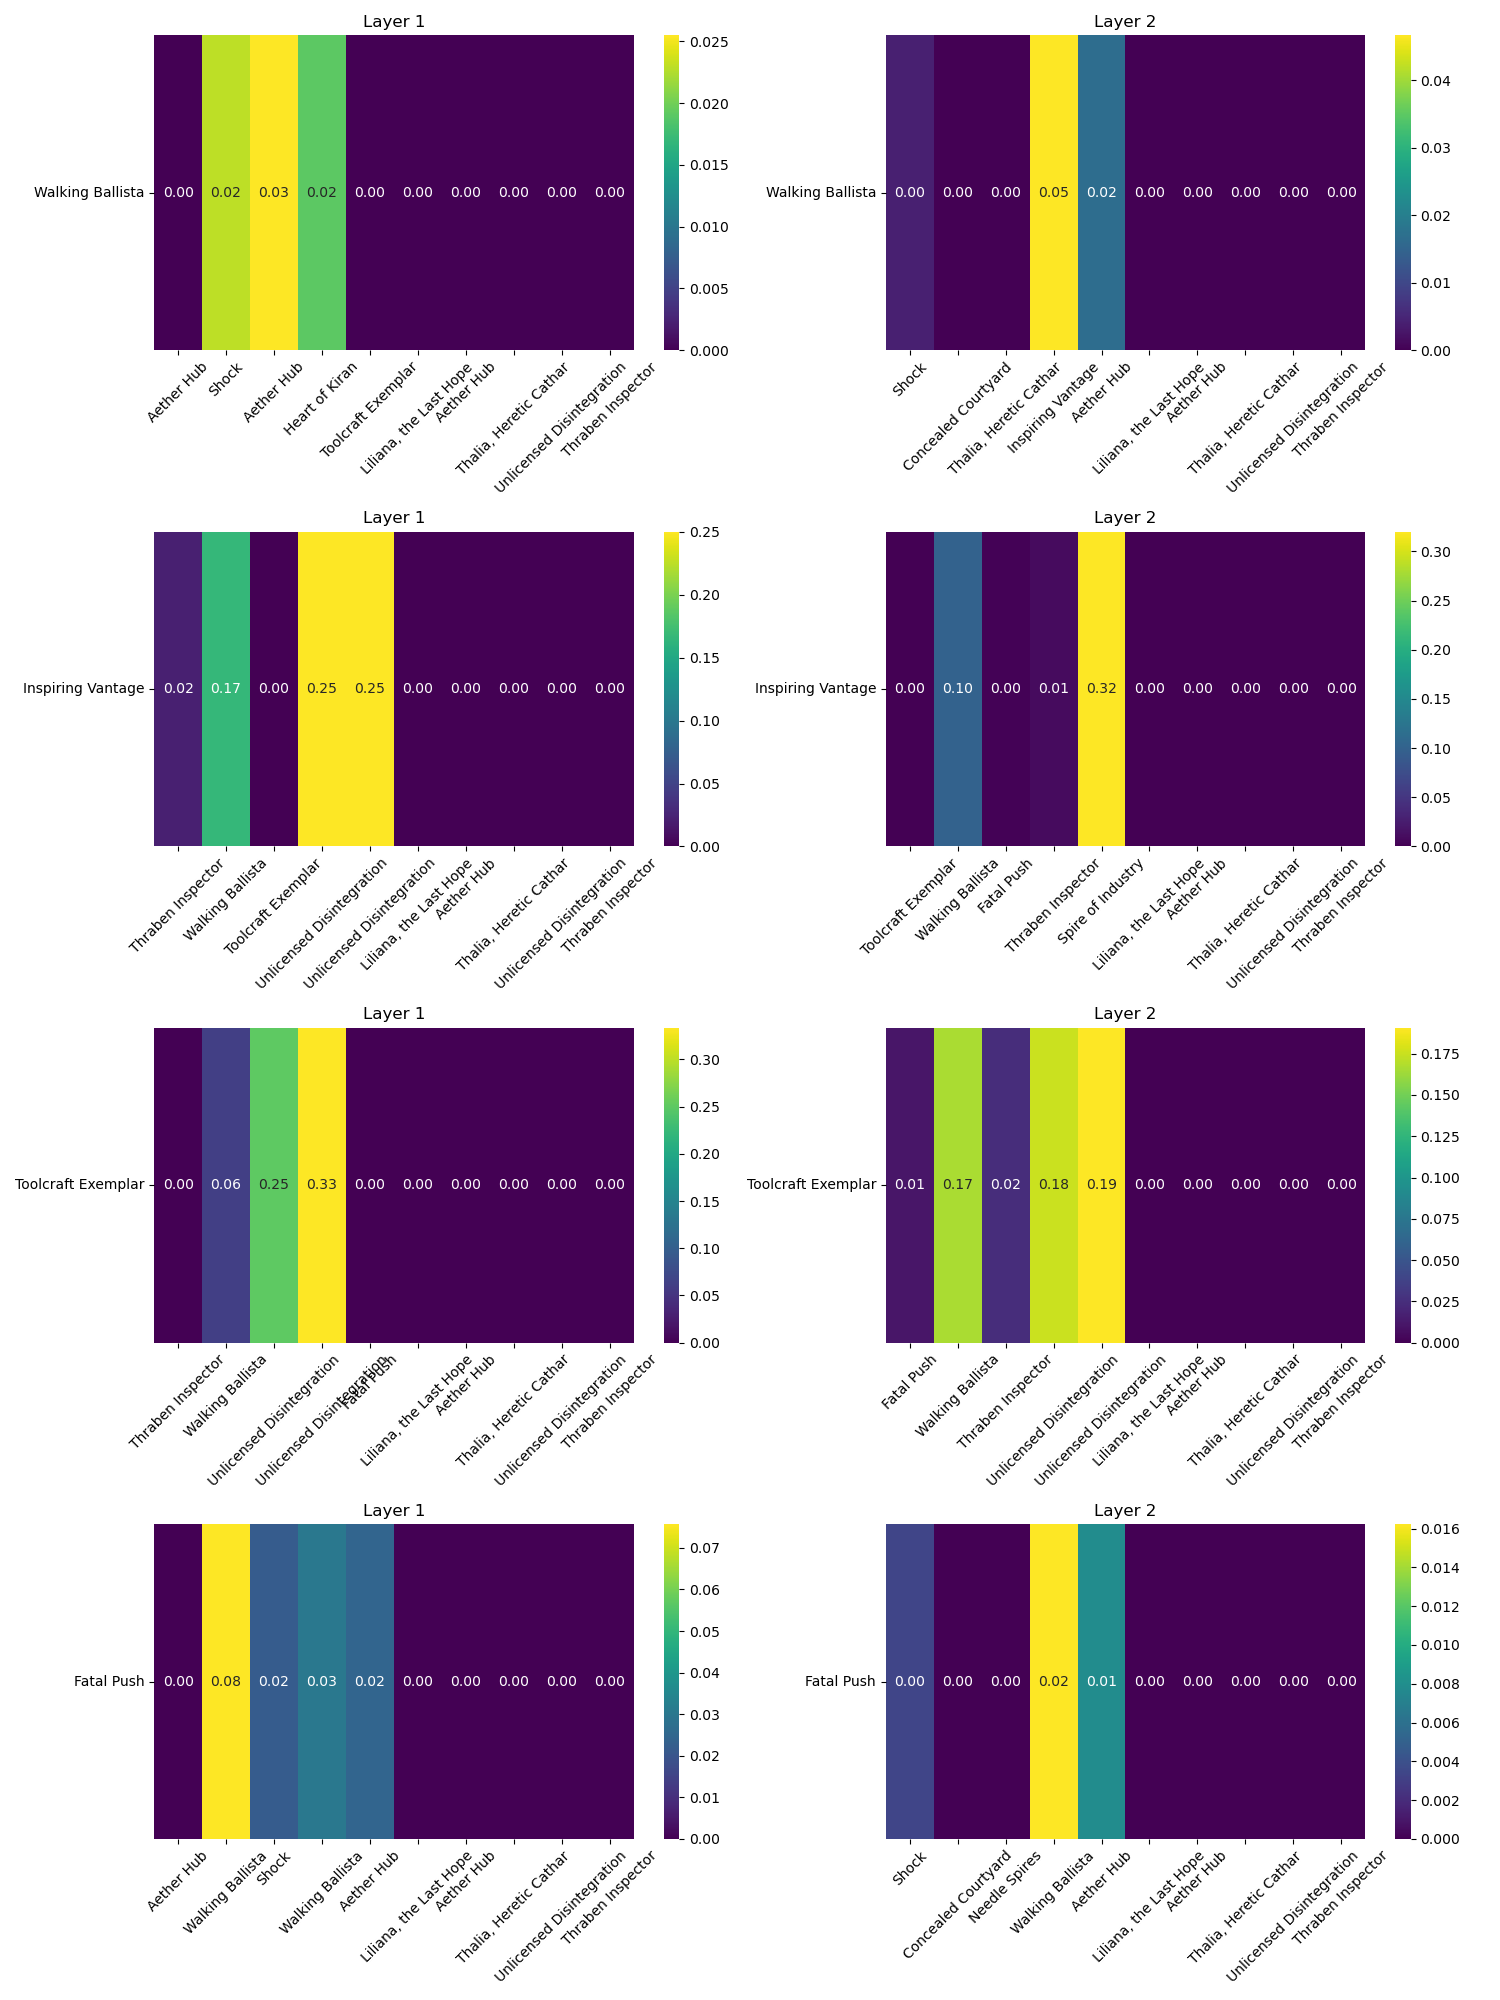 Layer 1
Walking Ballista
0.00 0.02 0.03 0.02 0.00 0.00 0.00 0.00 0.00 0.00
0.025
0.020
0.015
0.010
0.005
0.000
Aether Hub
Shock
Aether Hub
Heart of Kiran
Toolcraft Exemplar
Liliana, the Last Hope
Aether Hub
Thalia, Heretic Cathar
Unlicensed Disintegration
Thraben Inspector
Layer 2
Walking Ballista
0.00 0.00 0.00 0.05 0.02 0.00 0.00 0.00 0.00 0.00
0.04
0.03
0.02
0.01
0.00
Shock
Concealed Courtyard
Thalia, Heretic Cathar
Inspiring Vantage
Aether Hub
Liliana, the Last Hope
Aether Hub
Thalia, Heretic Cathar
Unlicensed Disintegration
Thraben Inspector
Layer 1
Inspiring Vantage
0.02 0.17 0.00 0.25 0.25 0.00 0.00 0.00 0.00 0.00
0.25
0.20
0.15
0.10
0.05
0.00
Thraben Inspector
Walking Ballista
Toolcraft Exemplar
Unlicensed Disintegration
Unlicensed Disintegration
Liliana, the Last Hope
Aether Hub
Thalia, Heretic Cathar
Unlicensed Disintegration
Thraben Inspector
Layer 2
Inspiring Vantage
0.00 0.10 0.00 0.01 0.32 0.00 0.00 0.00 0.00 0.00
0.30
0.25
0.20
0.15
0.10
0.05
0.00
Toolcraft Exemplar
Walking Ballista
Fatal Push
Thraben Inspector
Spire of Industry
Liliana, the Last Hope
Aether Hub
Thalia, Heretic Cathar
Unlicensed Disintegration
Thraben Inspector
Layer 1
Toolcraft Exemplar
0.00 0.06 0.25 0.33 0.00 0.00 0.00 0.00 0.00 0.00
0.30
0.25
0.20
0.15
0.10
0.05
0.00
Thraben Inspector
Walking Ballista
Unlicensed Disintegration
Unlicensed Disintegration
Fatal Push
Liliana, the Last Hope
Aether Hub
Thalia, Heretic Cathar
Unlicensed Disintegration
Thraben Inspector
Layer 2
Toolcraft Exemplar
0.01 0.17 0.02 0.18 0.19 0.00 0.00 0.00 0.00 0.00
0.175
0.150
0.125
0.100
0.075
0.050
0.025
0.000
Fatal Push
Walking Ballista
Thraben Inspector
Unlicensed Disintegration
Unlicensed Disintegration
Liliana, the Last Hope
Aether Hub
Thalia, Heretic Cathar
Unlicensed Disintegration
Thraben Inspector
Layer 1
Fatal Push
0.00 0.08 0.02 0.03 0.02 0.00 0.00 0.00 0.00 0.00
0.07
0.06
0.05
0.04
0.03
0.02
0.01
0.00
Aether Hub
Walking Ballista
Shock
Walking Ballista
Aether Hub
Liliana, the Last Hope
Aether Hub
Thalia, Heretic Cathar
Unlicensed Disintegration
Thraben Inspector
Layer 2
Fatal Push
0.00 0.00 0.00 0.02 0.01 0.00 0.00 0.00 0.00 0.00
0.016
0.014
0.012
0.010
0.008
0.006
0.004
0.002
0.000
Shock
Concealed Courtyard
Needle Spires
Walking Ballista
Aether Hub
Liliana, the Last Hope
Aether Hub
Thalia, Heretic Cathar
Unlicensed Disintegration
Thraben Inspector